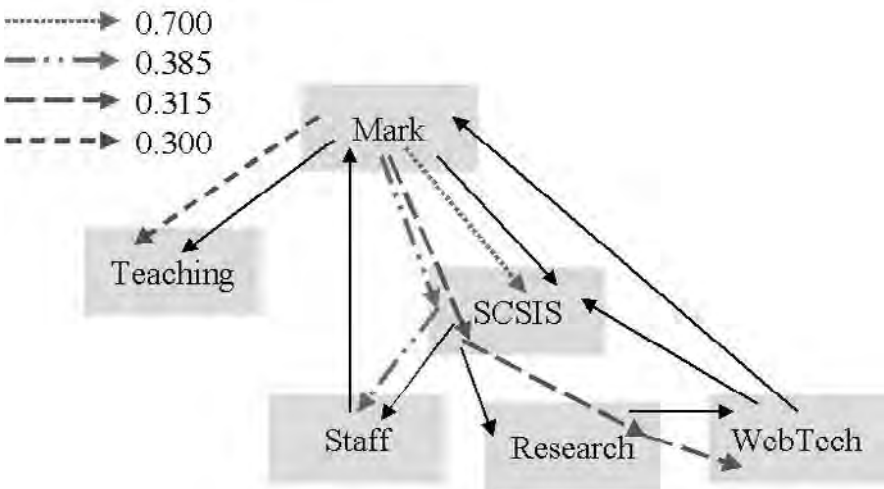 0.700
0.385
0.315
0.300
Mark
Teaching
SCSIS
Staff
Research
WebTech